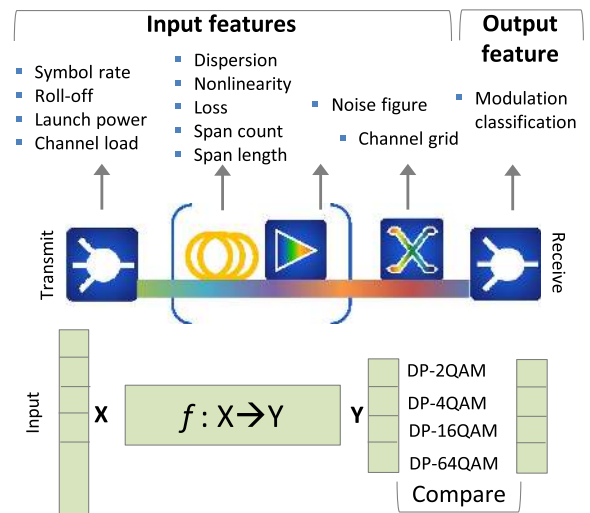 Input features
Output
feature
Symbol rate
Roll-off
Launch power
Channel load
Dispersion
Nonlinearity
Loss
Span count
Span length
Noise figure
Channel grid
Modulation
classification
Transmit
Receive
Input
X
f : X→Y
Y
DP-2QAM
DP-4QAM
DP-16QAM
DP-64QAM
Compare